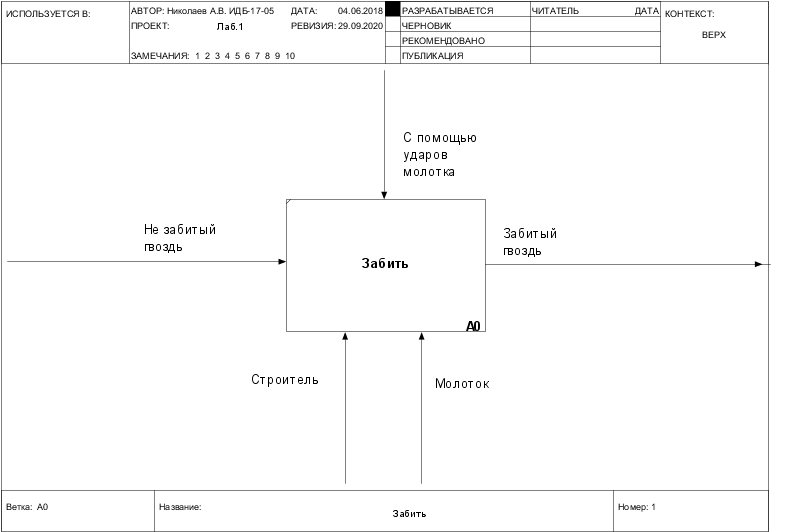 ИСПОЛЬЗУЕТСЯ В:
АВТОР: Николаев А.В. ИДБ-17-05 ДАТА: 04.06.2018
ПРОЕКТ: Лаб.1 РЕВИЗИЯ: 29.09.2020
ЗАМЕЧАНИЯ: 1 2 3 4 5 6 7 8 9 10
РАЗРАБАТЫВАЕТСЯ
ЧЕРНОВИК
РЕКОМЕНДОВАНО
ПУБЛИКАЦИЯ
ЧИТАТЕЛЬ ДАТА
КОНТЕКСТ:
ВЕРХ
С помощью
ударов
молотка
Не забитый
гвоздь
Забить
A0
Забитый
гвоздь
Строитель
Молоток
Ветка: A0
Название:
Забить
Номер: 1